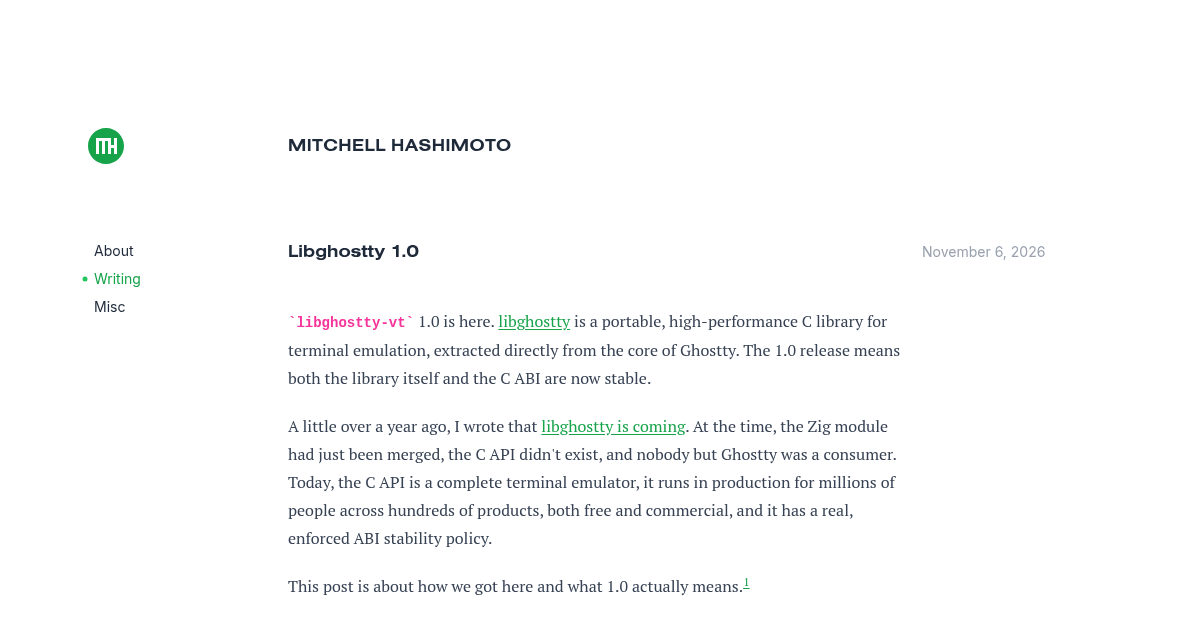 MH
MITCHELL HASHIMOTO
About
Writing
Misc
Libghostty 1.0
November 6, 2026
`libghostty-vt` 1.0 is here. libghostty is a portable, high-performance C library for
terminal emulation, extracted directly from the core of Ghostty. The 1.0 release means
both the library itself and the C ABI are now stable.
A little over a year ago, I wrote that libghostty is coming. At the time, the Zig module
had just been merged, the C API didn't exist, and nobody but Ghostty was a consumer.
Today, the C API is a complete terminal emulator, it runs in production for millions of
people across hundreds of products, both free and commercial, and it has a real,
enforced ABI stability policy.
This post is about how we got here and what 1.0 actually means.1